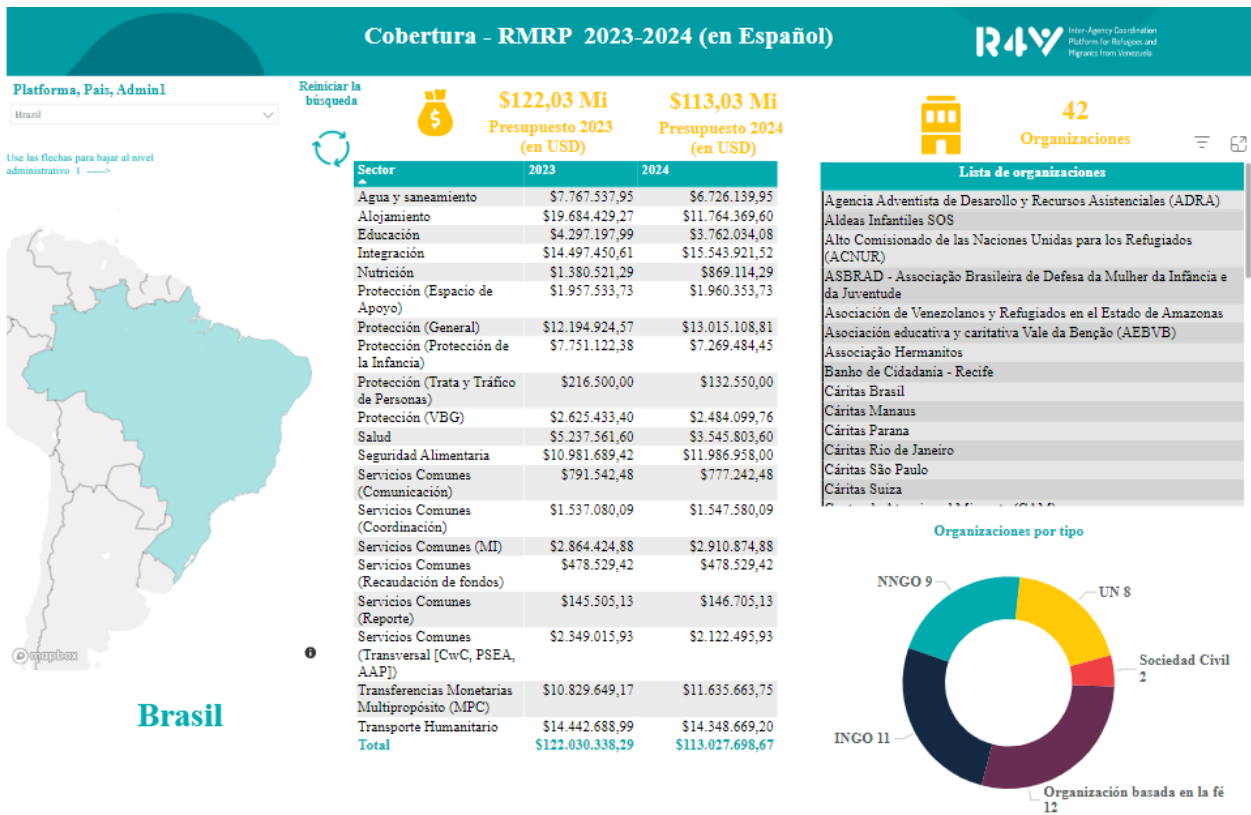 Cobertura - RMRP 2023-2024 (en Español)
R4V
Inter-Agency Coordination
Platform for Refugees and
Migrants from Venezuela
Platforma, Pais, Admin1
Brazil
Use las flechas para bajar al nivel
administrativo 1 ----->
Reiniciar la
búsqueda
$122,03 Mi
Presupuesto 2023
(en USD)
$113,03 Mi
Presupuesto 2024
(en USD)
42
Organizaciones
Sector 2023 2024
Agua y saneamiento $7.767.537,95 $6.726.139,95
Alojamiento $19.684.429,27 $11.764.369,60
Educación $4.297.197,99 $3.762.034,08
Integración $14.497.450,61 $15.543.921,52
Nutrición $1.380.521,29 $869.114,29
Protección (Espacio de $1.957.533,73 $1.960.353,73
Apoyo)
Protección (General) $12.194.924,57 $13.015.108,81
Protección (Protección de $7.751.122,38 $7.269.484,45
la Infancia)
Protección (Trata y Tráfico $216.500,00 $132.550,00
de Personas)
Protección (VBG) $2.625.433,40 $2.484.099,76
Salud $5.237.561,60 $3.545.803,60
Seguridad Alimentaria $10.981.689,42 $11.986.958,00
Servicios Comunes $791.542,48 $777.242,48
(Comunicación)
Servicios Comunes $1.537.080,09 $1.547.580,09
(Coordinación)
Servicios Comunes (MI) $2.864.424,88 $2.910.874,88
Servicios Comunes $478.529,42 $478.529,42
(Recaudación de fondos)
Servicios Comunes $145.505,13 $146.705,13
(Reporte)
Servicios Comunes $2.349.015,93 $2.122.495,93
(Transversal [CwC, PSEA,
AAP])
Transferencias Monetarias $10.829.649,17 $11.635.663,75
Multipropósito (MPC)
Transporte Humanitario $14.442.688,99 $14.348.669,20
Total $122.030.338,29 $113.027.698,67
Lista de organizaciones
Agencia Adventista de Desarollo y Recursos Asistenciales (ADRA)
Aldeas Infantiles SOS
Alto Comisionado de las Naciones Unidas para los Refugiados
(ACNUR)
ASBRAD - Associação Brasileira de Defesa da Mulher da Infância e
da Juventude
Asociación de Venezolanos y Refugiados en el Estado de Amazonas
Asociación educativa y caritativa Vale da Benção (AEBVB)
Associação Hermanitos
Banho de Cidadania - Recife
Cáritas Brasil
Cáritas Manaus
Cáritas Parana
Cáritas Rio de Janeiro
Cáritas São Paulo
Cáritas Suiza
mapbox
Brasil
Organizaciones por tipo
NNGO 9
UN 8
Sociedad Civil
2
INGO 11
Organización basada en la fé
12